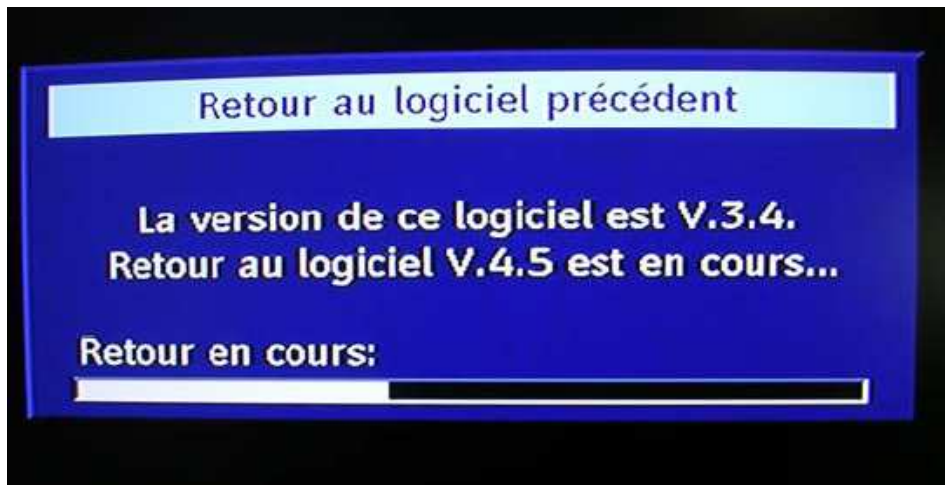 Retour au logiciel précédent
La version de ce logiciel est V.3.4.
Retour au logiciel V.4.5 est en cours...
Retour en cours: